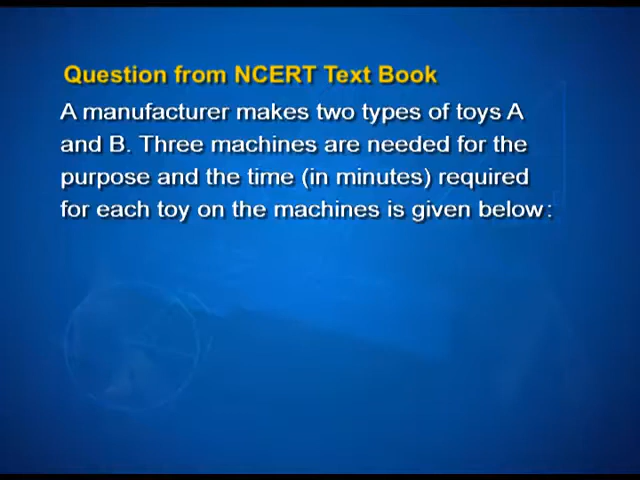 Question from NCERT Text Book
A manufacturer makes two types of toys A
and B. Three machines are needed for the
purpose and the time (in minutes) required
for each toy on the machines is given below: